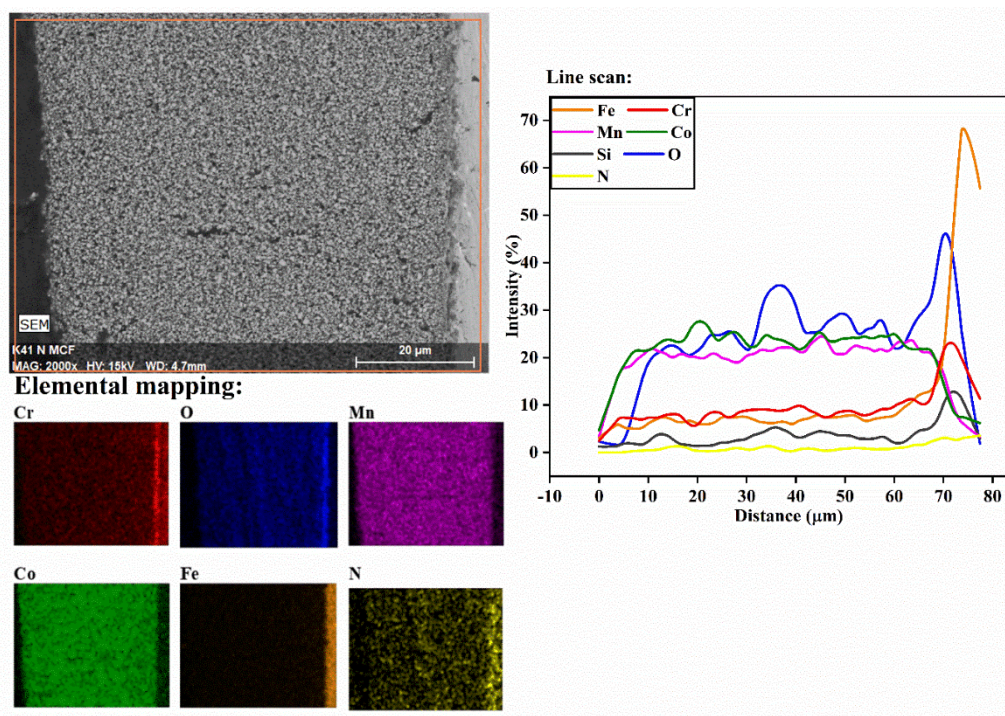 SEM
K41 N MCF
MAG: 2000x HV: 15kV WD: 4.7mm
20 µm
Elemental mapping:
Cr
O
Mn
Co
Fe
N
Line scan:
Fe Cr
Mn Co
Si O
N
Intensity (%)
70
60
50
40
30
20
10
0
-10 0 10 20 30 40 50 60 70 80
Distance (µm)